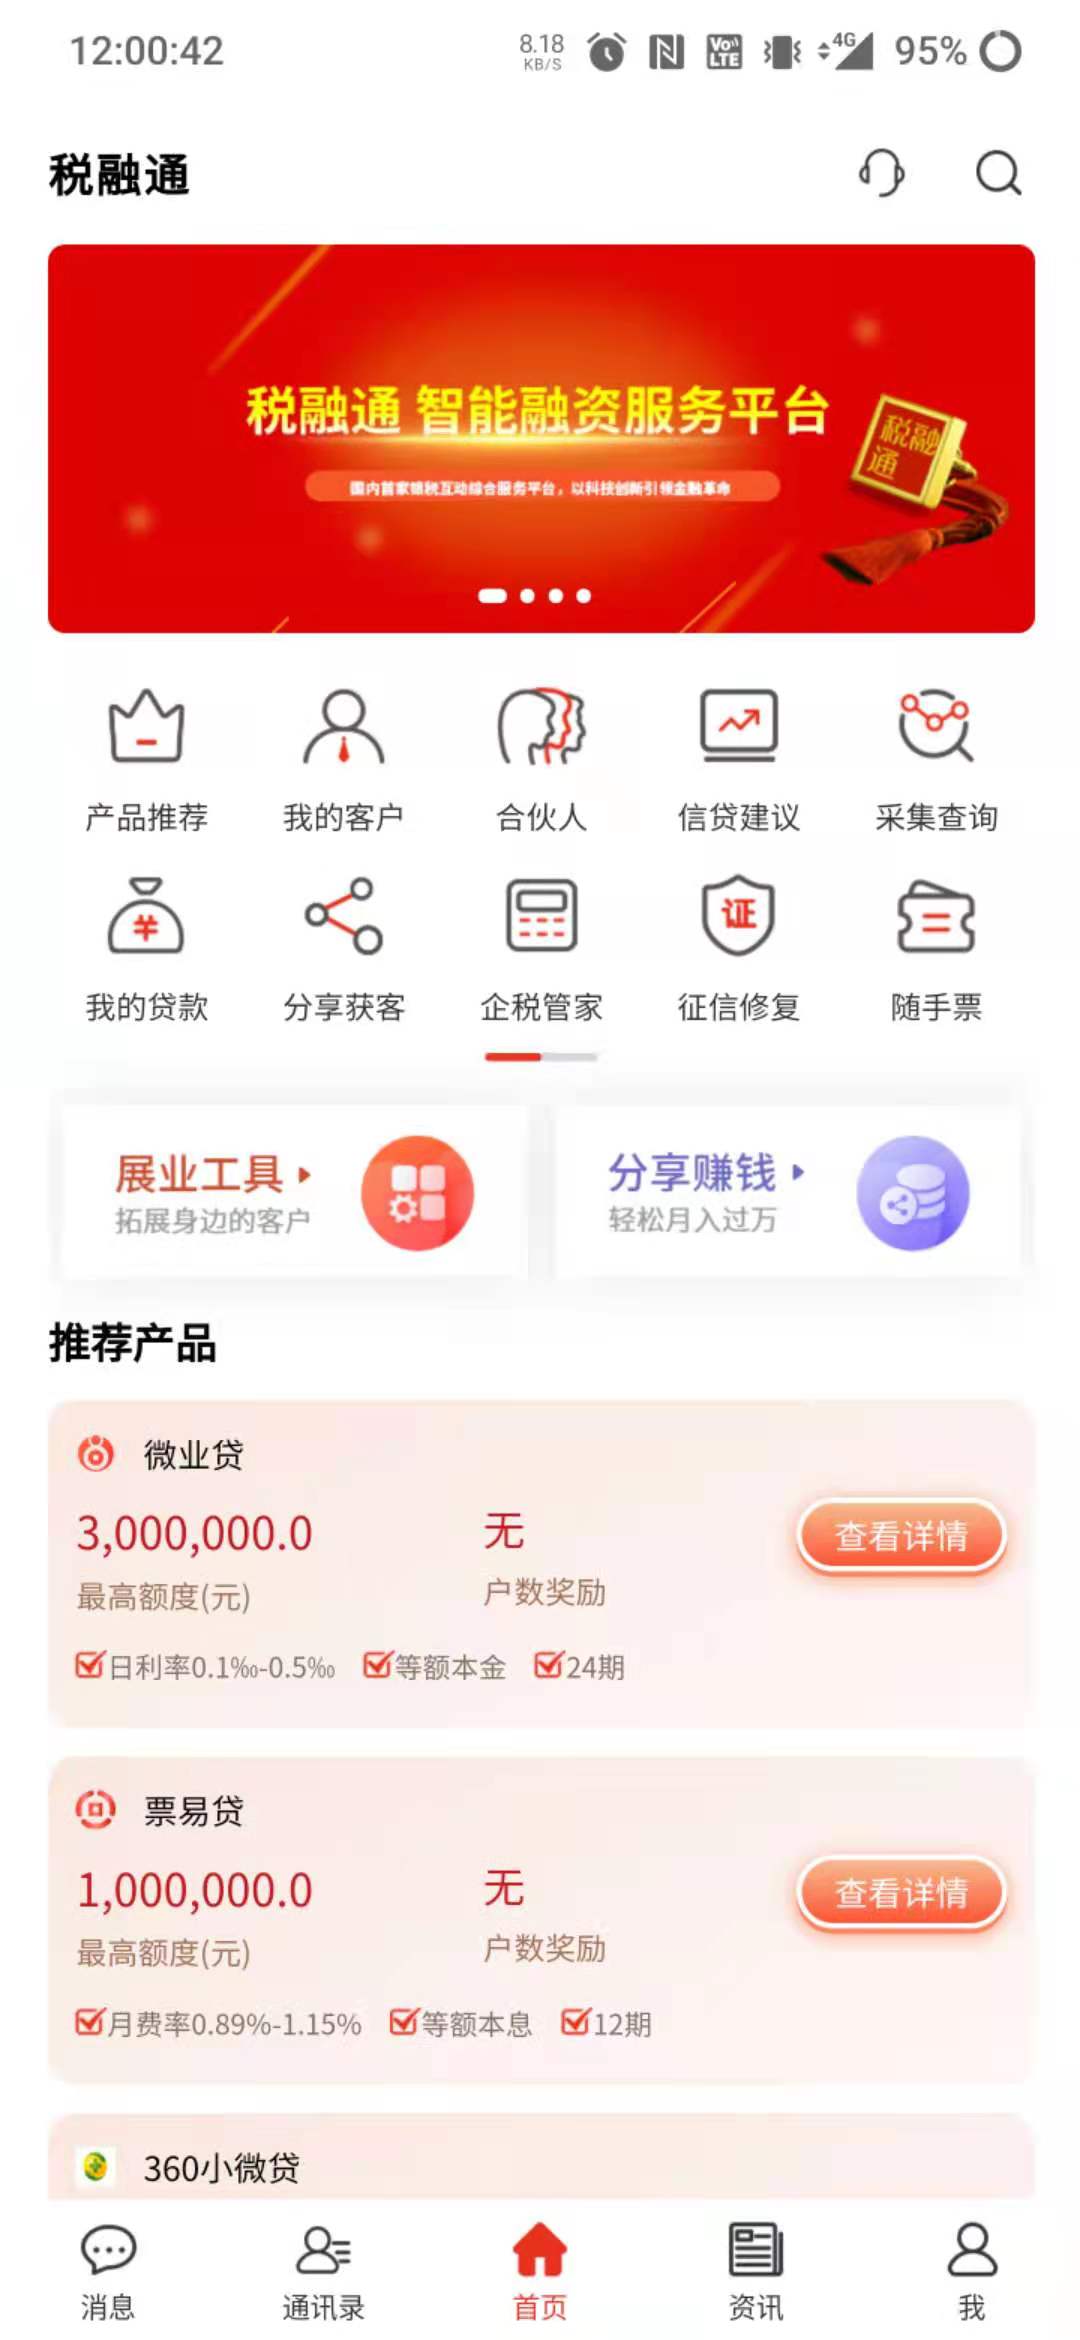 12:00:42
8.18
KB/S
VoLTE
4G
95%
税融通
税融通 智能融资服务平台
税融通
国内首家银税互动综合服务平台，以科技创新引领金融革命
产品推荐
我的客户
合伙人
信贷建议
采集查询
证
我的贷款
分享获客
企税管家
征信修复
随手票
展业工具
拓展身边的客户
分享赚钱
轻松月入过万
推荐产品
微业贷
3,000,000.0
无
查看详情
最高额度(元)
户数奖励
日利率0.1‰-0.5‰
等额本金
24期
票易贷
1,000,000.0
无
查看详情
最高额度(元)
户数奖励
月费率0.89%-1.15%
等额本息
12期
360小微贷
消息
通讯录
首页
资讯
我